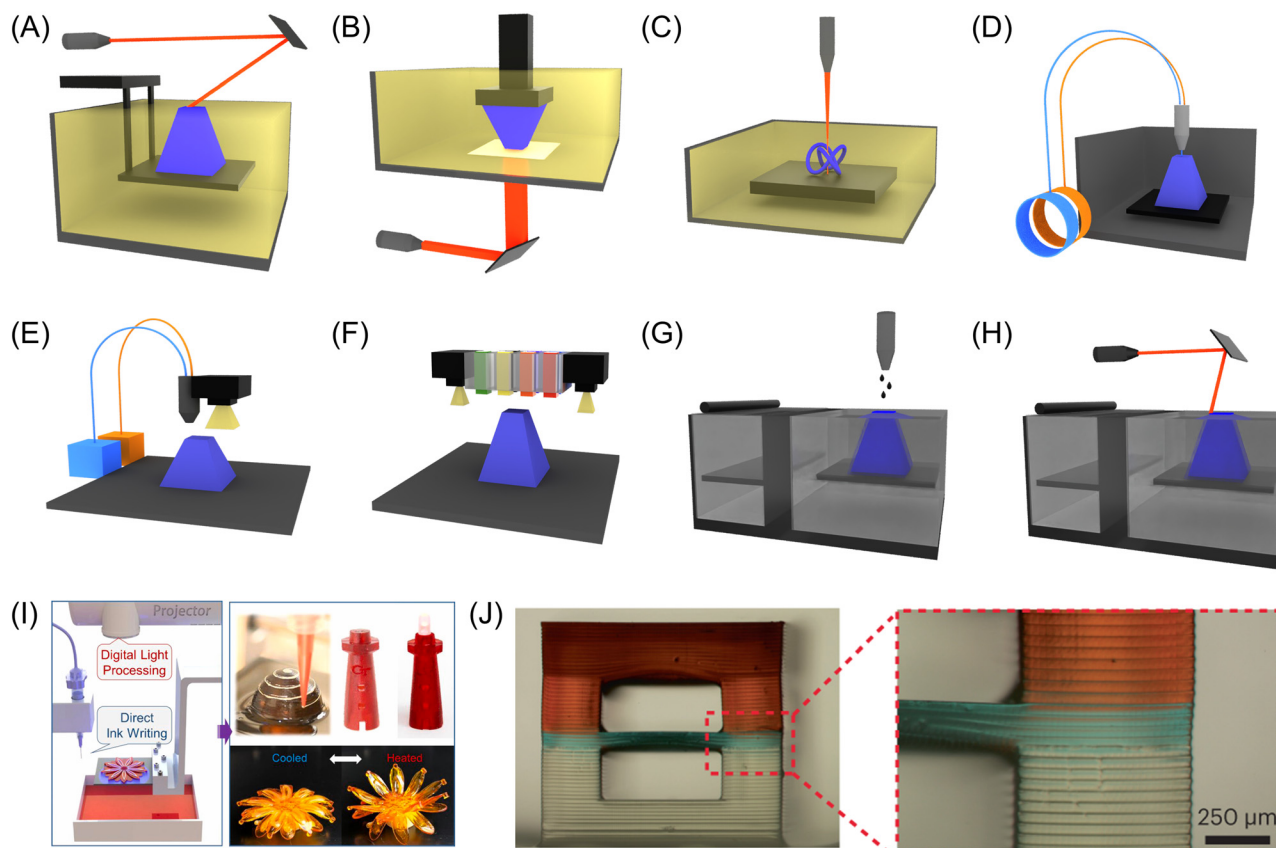 (A)
(B)
(C)
(D)
(E)
(F)
(G)
(H)
(I)
Projector
Digital Light
Processing
Direct
Ink Writing
Cooled
Heated
(J)
250 μm